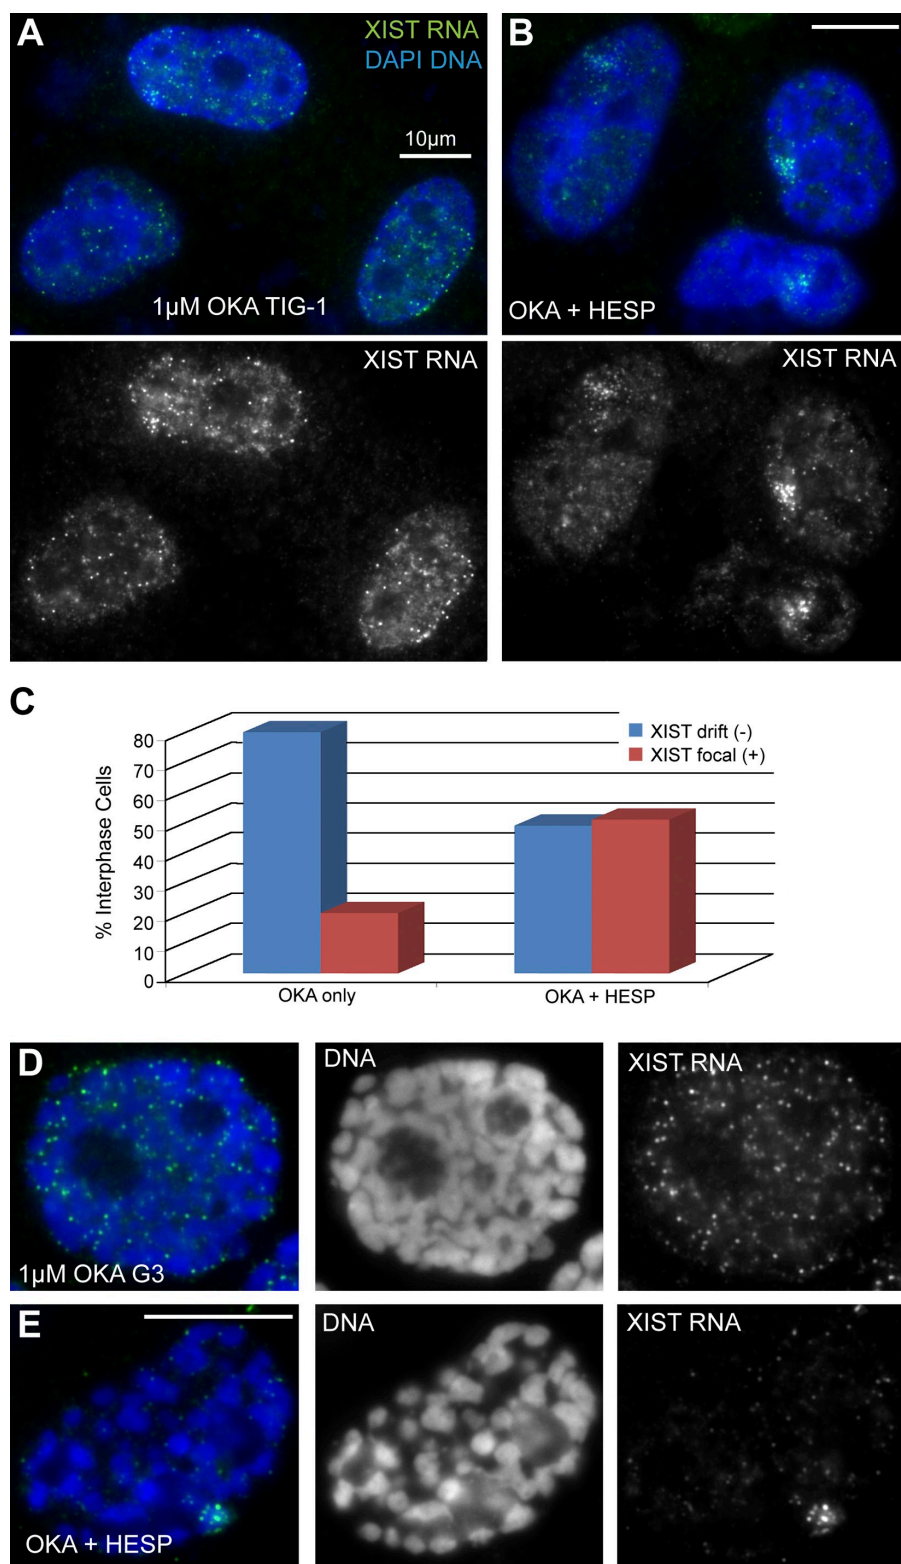 A
XIST RNA
DAPI DNA
10µm
1µM OKA TIG-1
B
OKA + HESP
XIST RNA
XIST RNA
C
% Interphase Cells
80
70
60
50
40
30
20
10
0
XIST drift (-)
XIST focal (+)
OKA only
OKA + HESP
D
1µM OKA G3
DNA
XIST RNA
E
OKA + HESP
DNA
XIST RNA